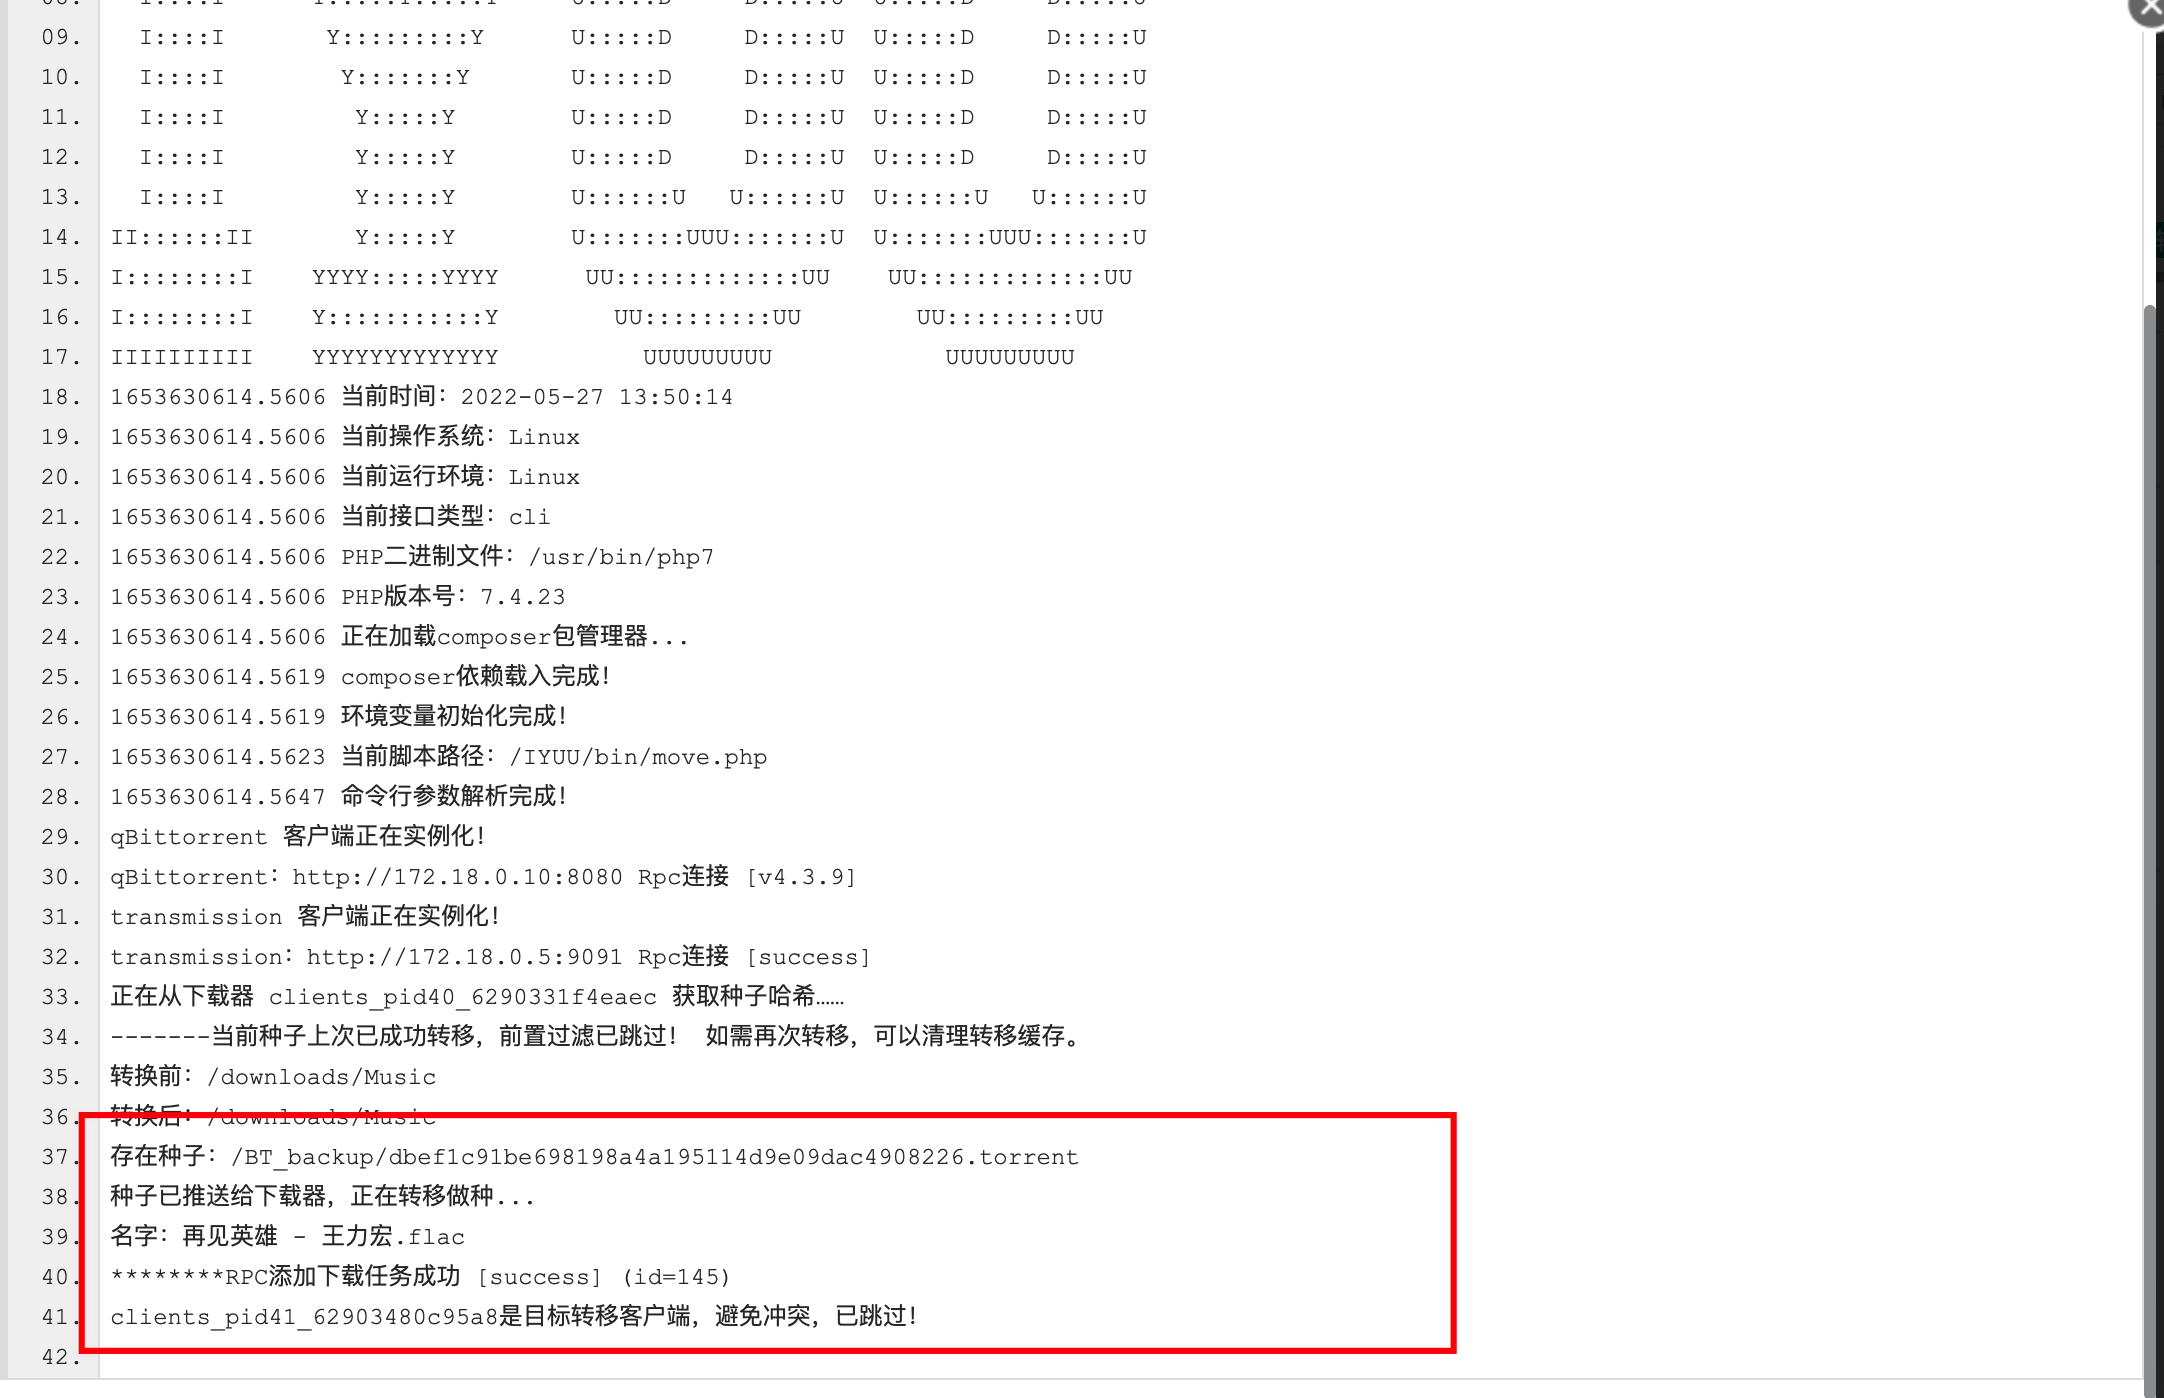 09.    I::::I       Y:::::::::Y      U:::::D     D:::::U  U:::::D     D:::::U
10.    I::::I        Y:::::::Y       U:::::D     D:::::U  U:::::D     D:::::U
11.    I::::I         Y:::::Y        U:::::D     D:::::U  U:::::D     D:::::U
12.    I::::I         Y:::::Y        U:::::D     D:::::U  U:::::D     D:::::U
13.    I::::I         Y:::::Y        U::::::U   U::::::U  U::::::U   U::::::U
14.  II::::::II       Y:::::Y        U:::::::UUU:::::::U  U:::::::UUU:::::::U
15.  I::::::::I    YYYY:::::YYYY      UU:::::::::::::UU    UU:::::::::::::UU
16.  I::::::::I    Y:::::::::::Y        UU:::::::::UU        UU:::::::::UU
17.  IIIIIIIIII    YYYYYYYYYYYYY          UUUUUUUUU            UUUUUUUUU
18. 1653630614.5606 当前时间：2022-05-27 13:50:14
19. 1653630614.5606 当前操作系统：Linux
20. 1653630614.5606 当前运行环境：Linux
21. 1653630614.5606 当前接口类型：cli
22. 1653630614.5606 PHP二进制文件：/usr/bin/php7
23. 1653630614.5606 PHP版本号：7.4.23
24. 1653630614.5606 正在加载composer包管理器...
25. 1653630614.5619 composer依赖载入完成！
26. 1653630614.5619 环境变量初始化完成！
27. 1653630614.5623 当前脚本路径：/IYUU/bin/move.php
28. 1653630614.5647 命令行参数解析完成！
29. qBittorrent 客户端正在实例化！
30. qBittorrent：http://172.18.0.10:8080 Rpc连接 [v4.3.9]
31. transmission 客户端正在实例化！
32. transmission：http://172.18.0.5:9091 Rpc连接 [success]
33. 正在从下载器 clients_pid40_6290331f4eaec 获取种子哈希……
34. -------当前种子上次已成功转移，前置过滤已跳过！ 如需再次转移，可以清理转移缓存。
35. 转换前：/downloads/Music
36. 转换后：/downloads/Music
37. 存在种子：/BT_backup/dbef1c91be698198a4a195114d9e09dac4908226.torrent
38. 种子已推送给下载器，正在转移做种...
39. 名字：再见英雄 - 王力宏.flac
40. ********RPC添加下载任务成功 [success] (id=145)
41. clients_pid41_62903480c95a8是目标转移客户端，避免冲突，已跳过！
42.